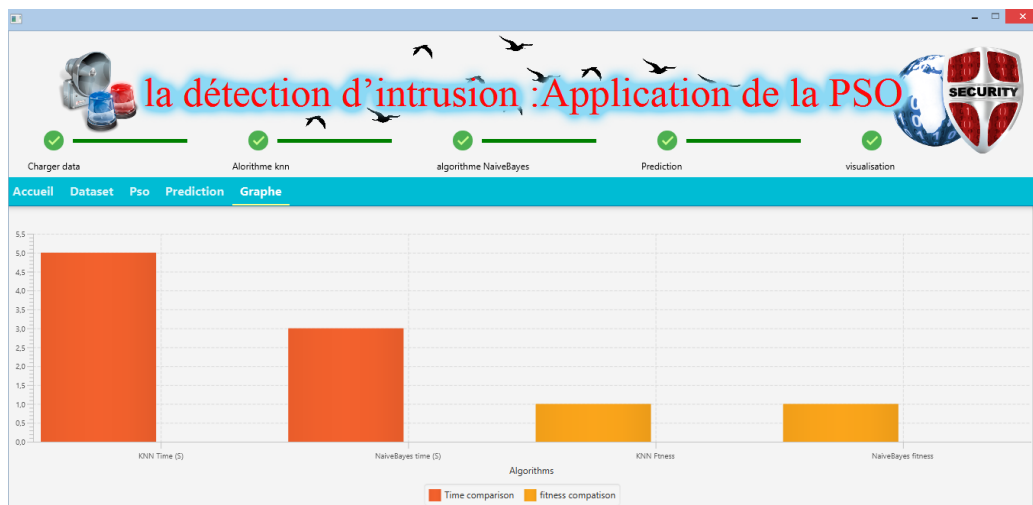 la détection d'intrusion :Application de la PSO
SECURITY
Charger data
Alorithme knn
algorithme NaiveBayes
Prediction
visualisation
Accueil Dataset Pso Prediction Graphe
5,5
5,0
4,5
4,0
3,5
3,0
2,5
2,0
1,5
1,0
0,5
0,0
KNN Time (S)
NaiveBayes time (S)
KNN Ftness
NaiveBayes fitness
Algorithms
Time comparison
fitness compatison